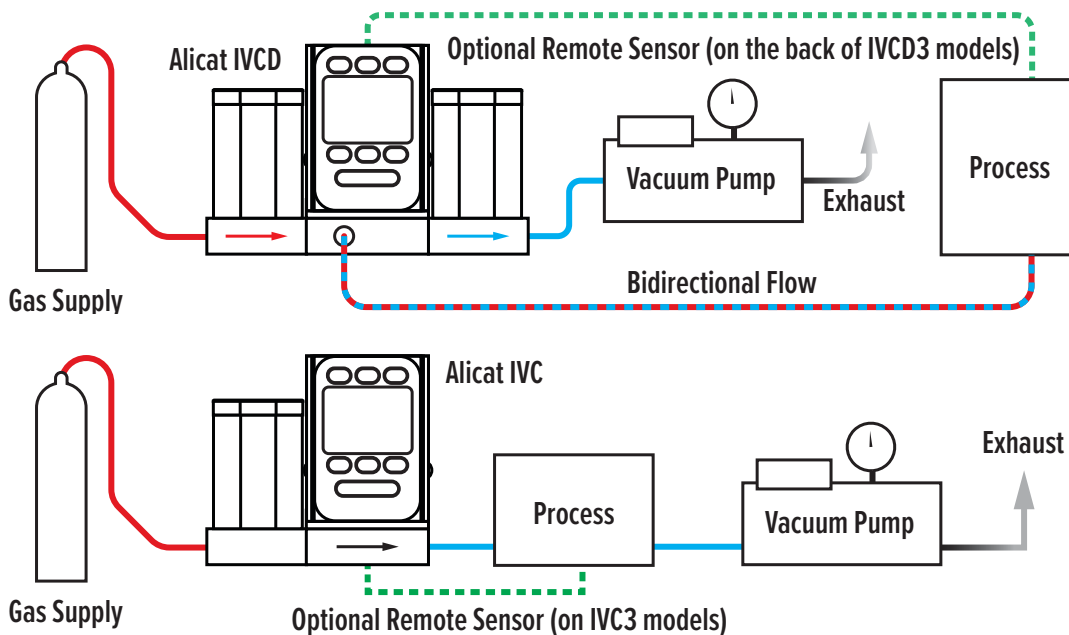 Alicat IVCD
Optional Remote Sensor (on the back of IVCD3 models)
Vacuum Pump
Exhaust
Process
Gas Supply
Bidirectional Flow
Alicat IVC
Exhaust
Process
Vacuum Pump
Gas Supply
Optional Remote Sensor (on IVC3 models)